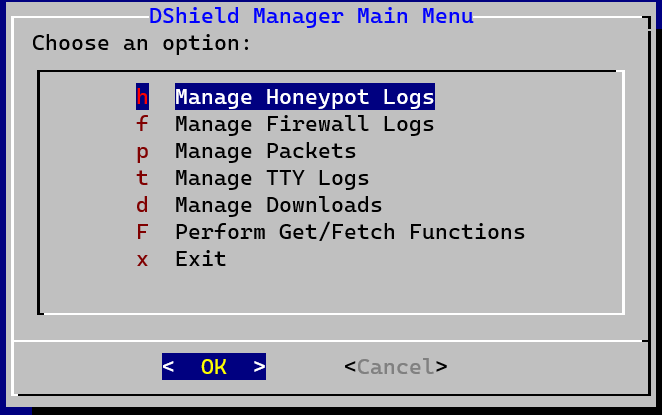 DShield Manager Main Menu
Choose an option:
h Manage Honeypot Logs
f Manage Firewall Logs
p Manage Packets
t Manage TTY Logs
d Manage Downloads
F Perform Get/Fetch Functions
x Exit
< OK > <Cancel>